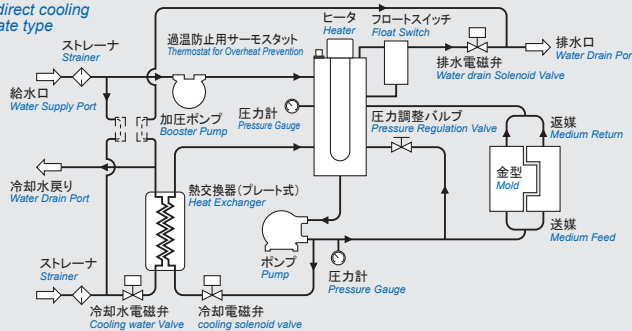 direct cooling
ate type
ストレーナ
Strainer
過温防止用サーモスタット
Thermostat for Overheat Prevention
ヒータ
Heater
フロートスイッチ
Float Switch
排水口
Water Drain Port
排水電磁弁
Water drain Solenoid Valve
給水口
Water Supply Port
加圧ポンプ
Booster Pump
圧力計
Pressure Gauge
圧力調整バルブ
Pressure Regulation Valve
返媒
Medium Return
金型
Mold
冷却水戻り
Water Drain Port
熱交換器(プレート式)
Heat Exchanger
送媒
Medium Feed
ポンプ
Pump
圧力計
Pressure Gauge
ストレーナ
Strainer
冷却水電磁弁
Cooling water Valve
冷却電磁弁
cooling solenoid valve